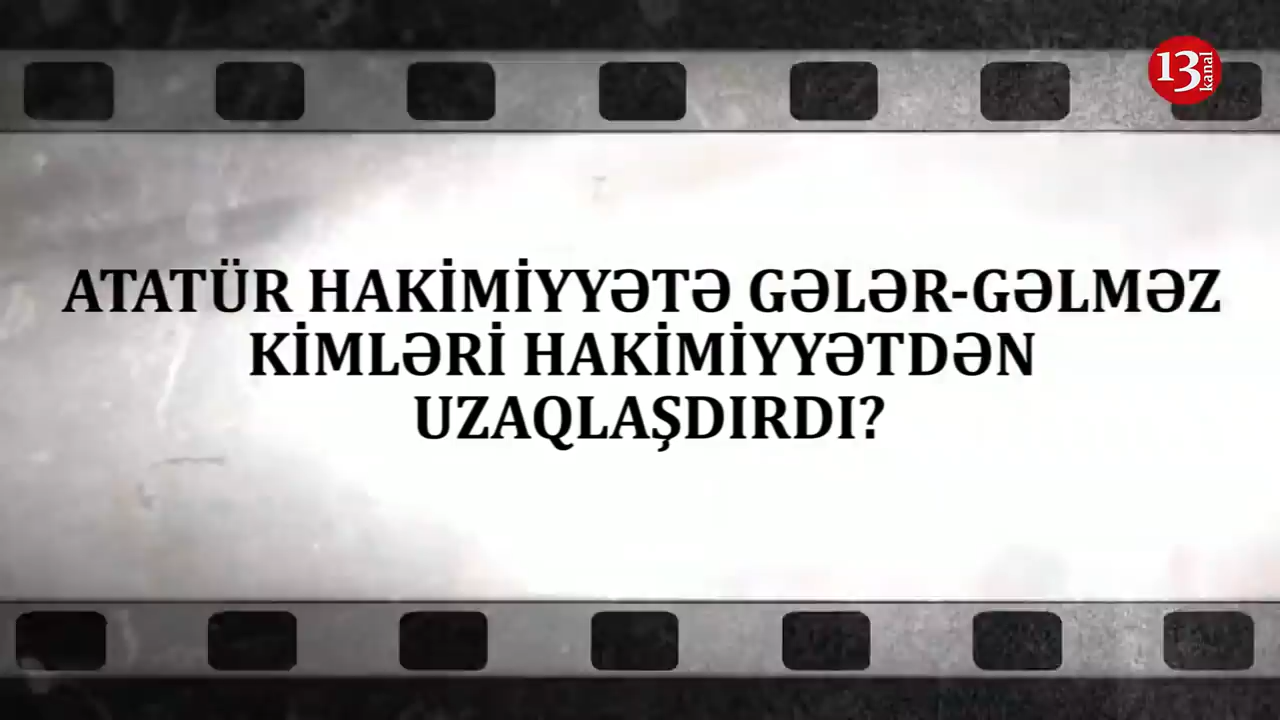 13 kanal
ATATÜR HAKİMİYYƏTƏ GƏLƏR-GƏLMƏZ
KİMLƏRİ HAKİMİYYƏTDƏN
UZAQLAŞDIRDI?